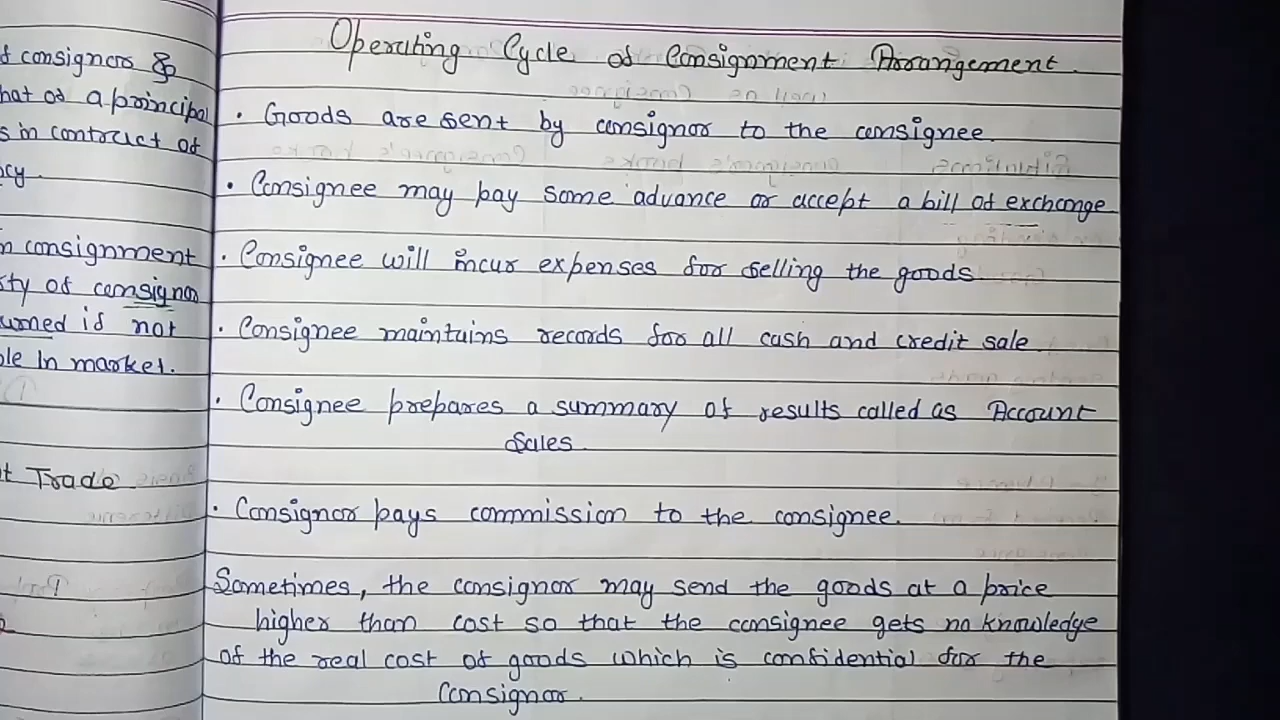 f consignors &
hat of a principal
s in contract of
cy.
n consignment
ty of consignor
urned is not
ole In market.
t Trade
Operating Cycle of Consignment Arrangement.
• Goods are sent by consignor to the consignee.
• Consignee may pay some advance or accept a bill of exchange
• Consignee will incur expenses for selling the goods.
• Consignee maintains records for all cash and credit sale.
• Consignee prepares a summary of results called as Account
Sales.
• Consignor pays commission to the consignee.
Sometimes, the consignor may send the goods at a price
higher than cost so that the consignee gets no knowledge
of the real cost of goods which is confidential for the
Consignor.